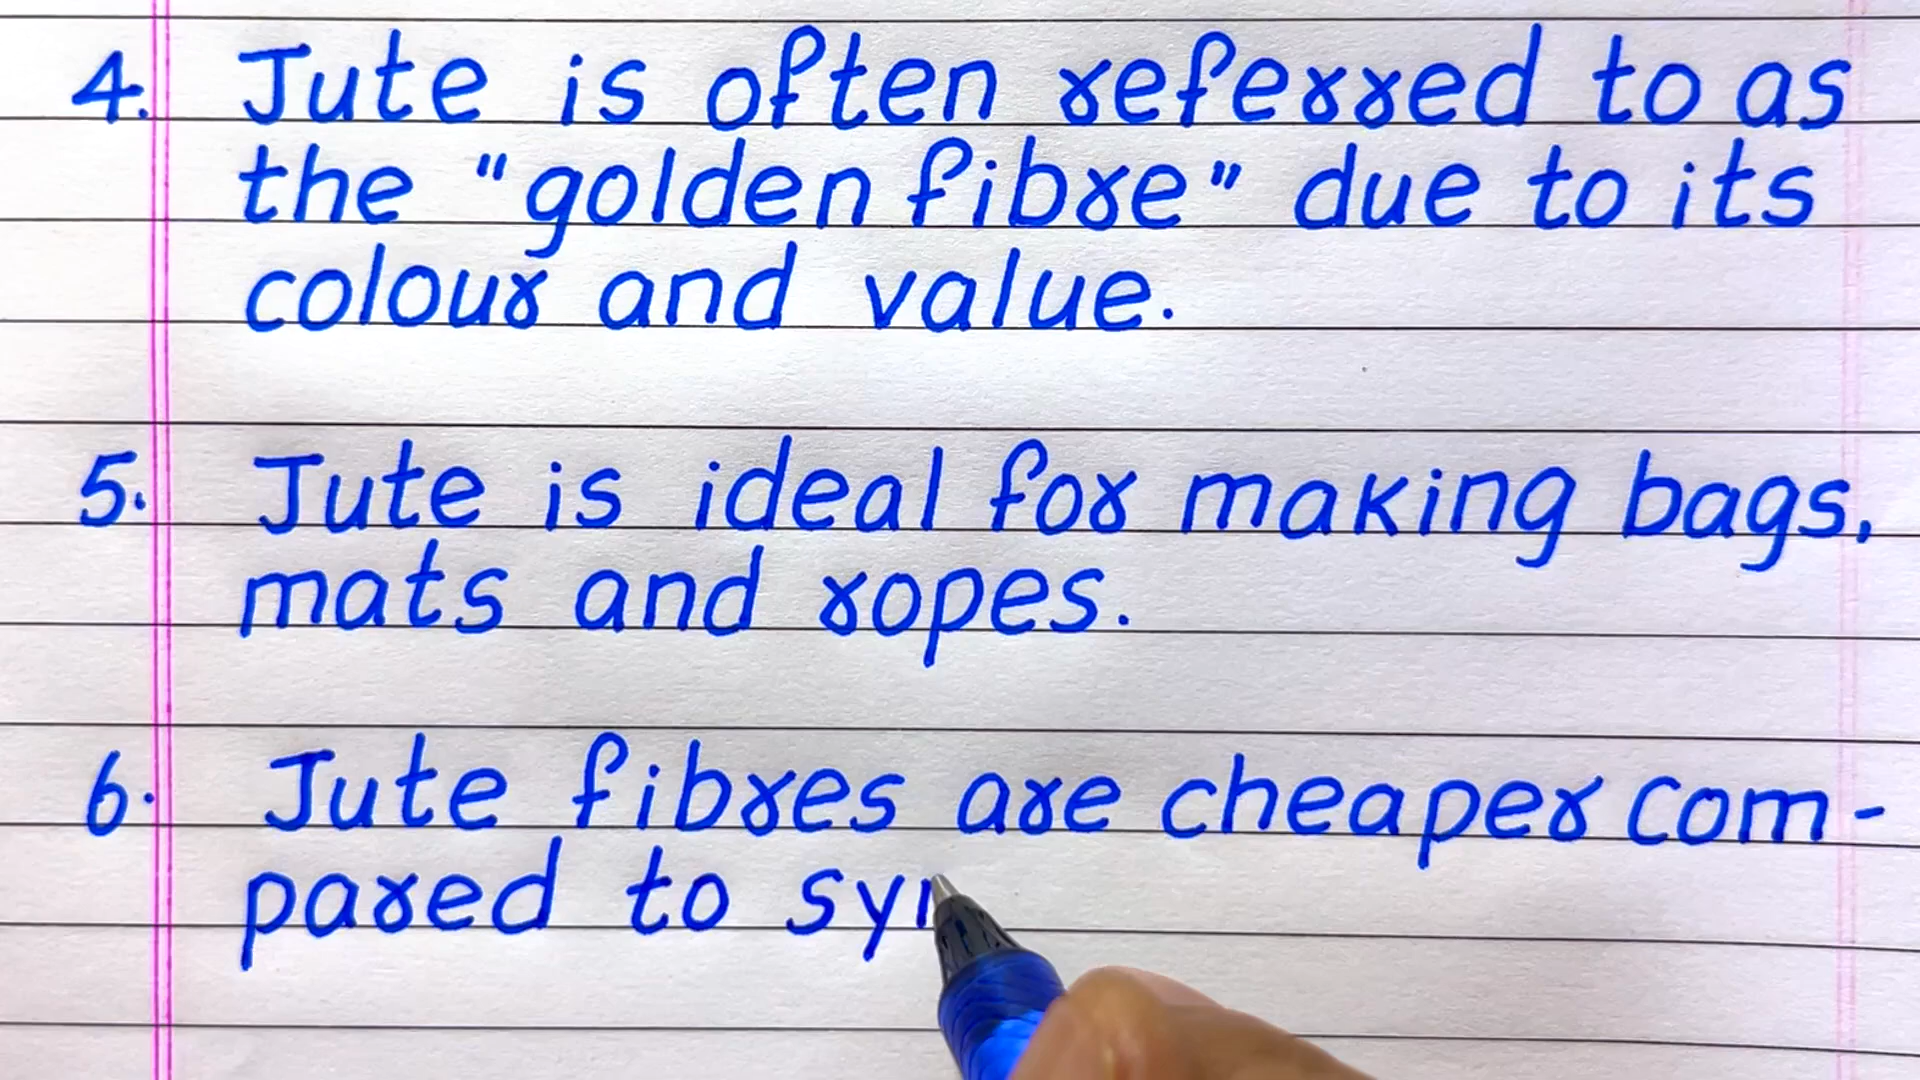 4. Jute is often referred to as
the "golden fibre" due to its
colour and value.
5. Jute is ideal for making bags,
mats and ropes.
6. Jute fibres are cheaper com-
pared to